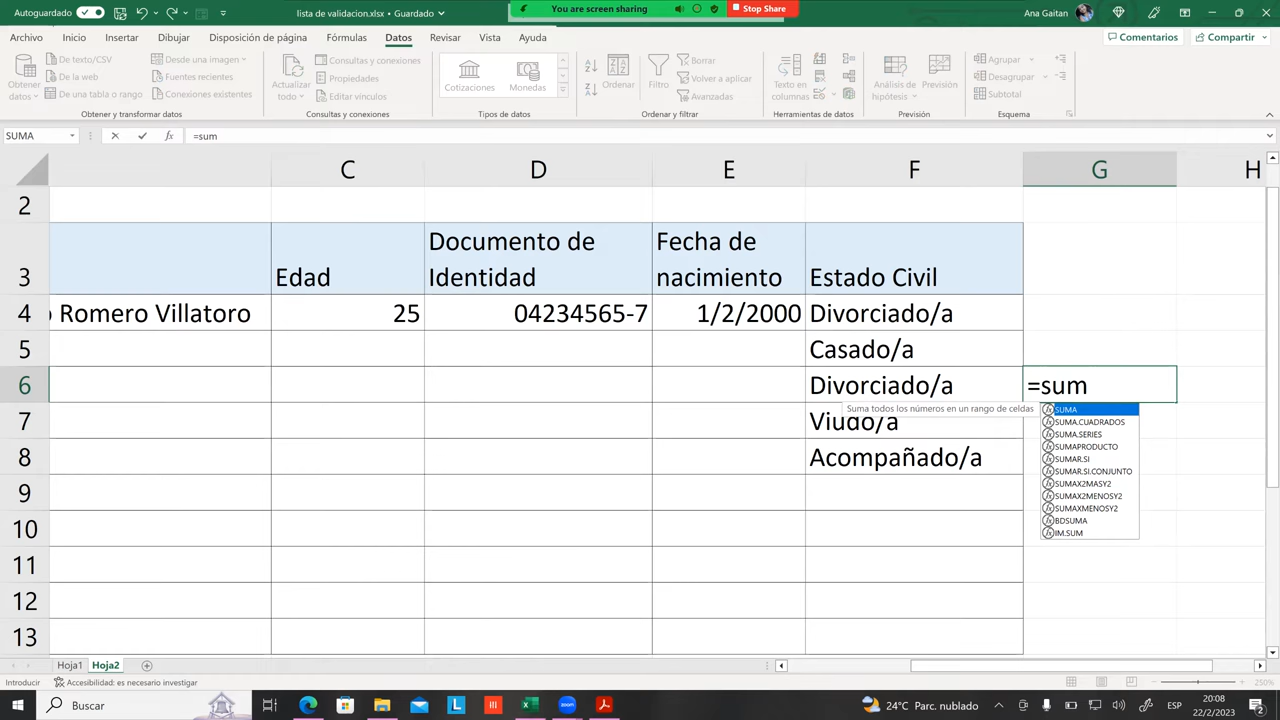 Autoguardado
lista de validacion.xlsx • Guardado
You are screen sharing
Stop Share
Ana Gaitan
Archivo Inicio Insertar Dibujar Disposición de página Fórmulas Datos Revisar Vista Ayuda
Comentarios Compartir
Obtener datos
De texto/CSV
De la web
De una tabla o rango
Desde una imagen
Fuentes recientes
Conexiones existentes
Obtener y transformar datos
Actualizar todo
Consultas y conexiones
Propiedades
Editar vínculos
Consultas y conexiones
Cotizaciones
Monedas
Tipos de datos
Ordenar
Filtro
Borrar
Volver a aplicar
Avanzadas
Ordenar y filtrar
Texto en columnas
Herramientas de datos
Análisis de hipótesis
Previsión
Previsión
Agrupar
Desagrupar
Subtotal
Esquema
SUMA
fx
=sum
C D E F G H
2
3 Edad Documento de Identidad Fecha de nacimiento Estado Civil
4 Romero Villatoro 25 04234565-7 1/2/2000 Divorciado/a
5 Casado/a
6 Divorciado/a =sum
Suma todos los números en un rango de celdas
7 Viudo/a
8 Acompañado/a
9
10
11
12
13
SUMA
SUMA.CUADRADOS
SUMA.SERIES
SUMAPRODUCTO
SUMAR.SI
SUMAR.SI.CONJUNTO
SUMAX2MASY2
SUMAX2MENOSY2
SUMAXMENOSY2
BDSUMA
IM.SUM
Hoja1 Hoja2
Introducir
Accesibilidad: es necesario investigar
250%
Buscar
24°C Parc. nublado
ESP
20:08
22/2/2023
2